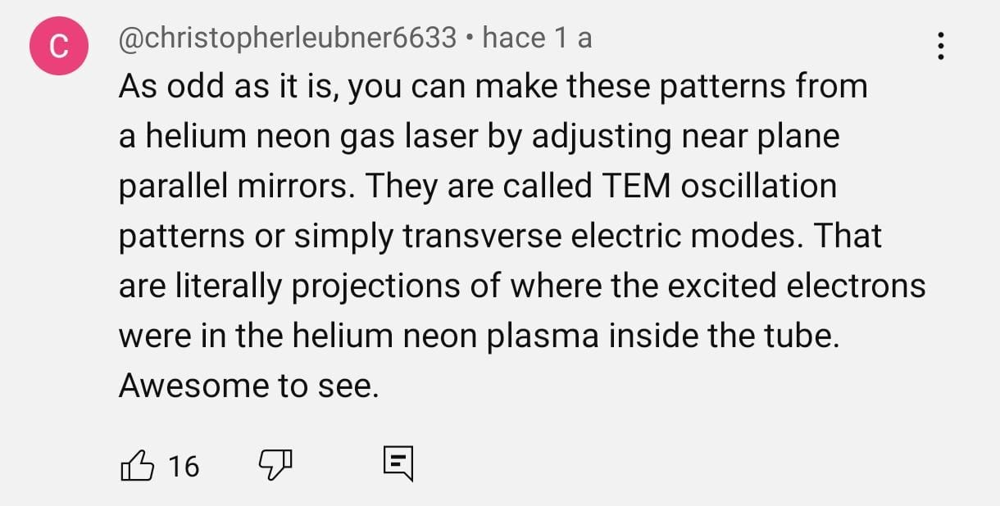 C
@christopherleubner6633 • hace 1 a
As odd as it is, you can make these patterns from
a helium neon gas laser by adjusting near plane
parallel mirrors. They are called TEM oscillation
patterns or simply transverse electric modes. That
are literally projections of where the excited electrons
were in the helium neon plasma inside the tube.
Awesome to see.
16